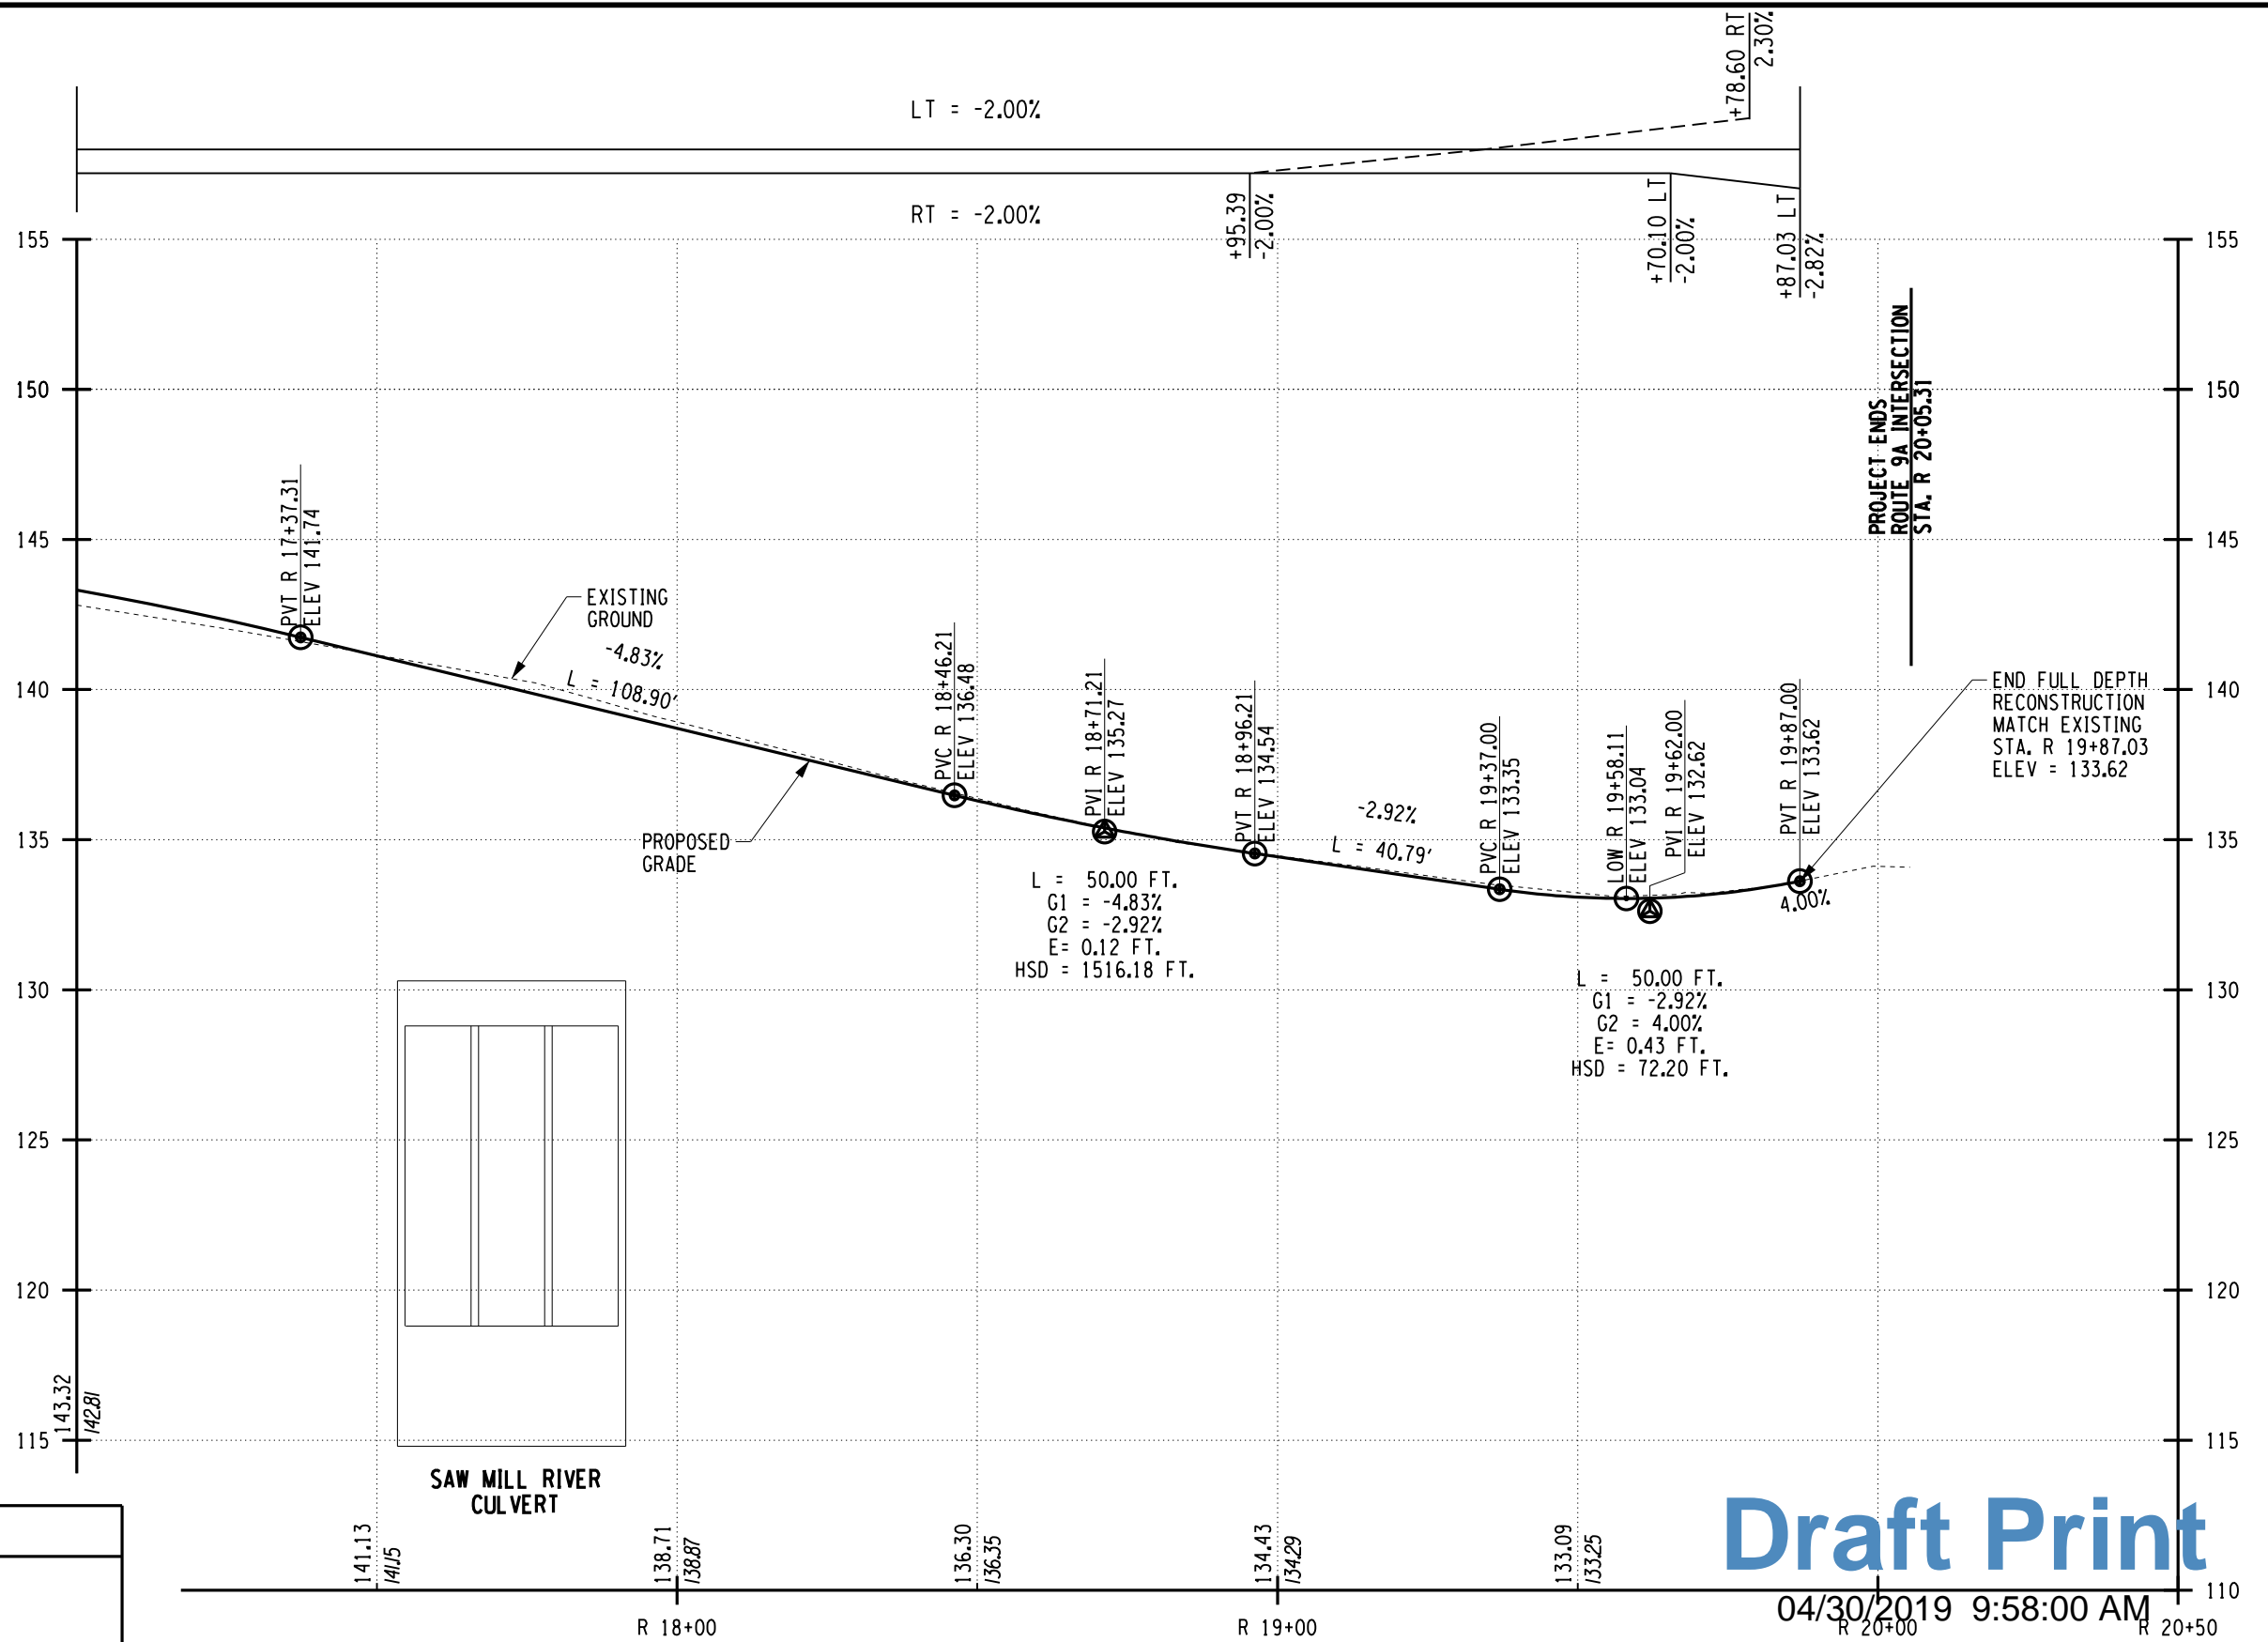 +78.60 RT
2.30%
LT = -2.00%
RT = -2.00%
+95.39
-2.00%
+70.10 LT
-2.00%
+87.03 LT
-2.82%
155
155
150
150
145
145
140
140
135
135
130
130
125
125
120
120
115
115
110
PROJECT ENDS
ROUTE 9A INTERSECTION
STA. R 20+05.31
PVT R 17+37.31
ELEV 141.74
EXISTING
GROUND
-4.83%
L = 108.90'
PROPOSED
GRADE
PVC R 18+46.21
ELEV 136.48
PVI R 18+71.21
ELEV 135.27
PVT R 18+96.21
ELEV 134.54
L = 50.00 FT.
G1 = -4.83%
G2 = -2.92%
E= 0.12 FT.
HSD = 1516.18 FT.
-2.92%
L = 40.79'
PVC R 19+37.00
ELEV 133.35
LOW R 19+58.11
ELEV 133.04
PVI R 19+62.00
ELEV 132.62
PVT R 19+87.00
ELEV 133.62
4.00%
END FULL DEPTH
RECONSTRUCTION
MATCH EXISTING
STA. R 19+87.03
ELEV = 133.62
L = 50.00 FT.
G1 = -2.92%
G2 = 4.00%
E= 0.43 FT.
HSD = 72.20 FT.
SAW MILL RIVER
CULVERT
143.32
142.81
141.13
141.15
138.71
138.87
136.30
136.35
134.43
134.29
133.09
133.25
Draft Print
04/30/2019 9:58:00 AM
R 18+00
R 19+00
R 20+00
R 20+50